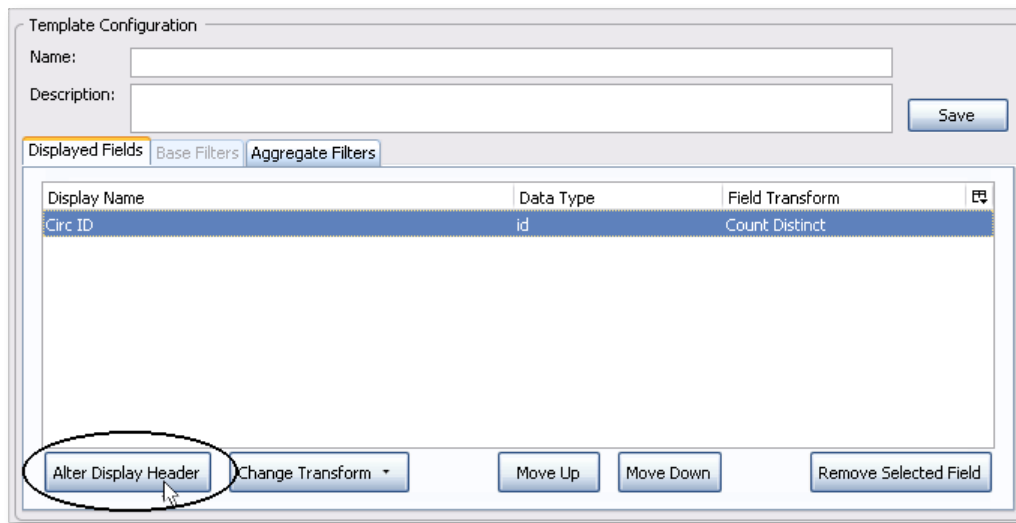 Template Configuration
Name:
Description:
Save
Displayed Fields Base Filters Aggregate Filters
Display Name Data Type Field Transform
Circ ID id Count Distinct
Alter Display Header Change Transform Move Up Move Down Remove Selected Field